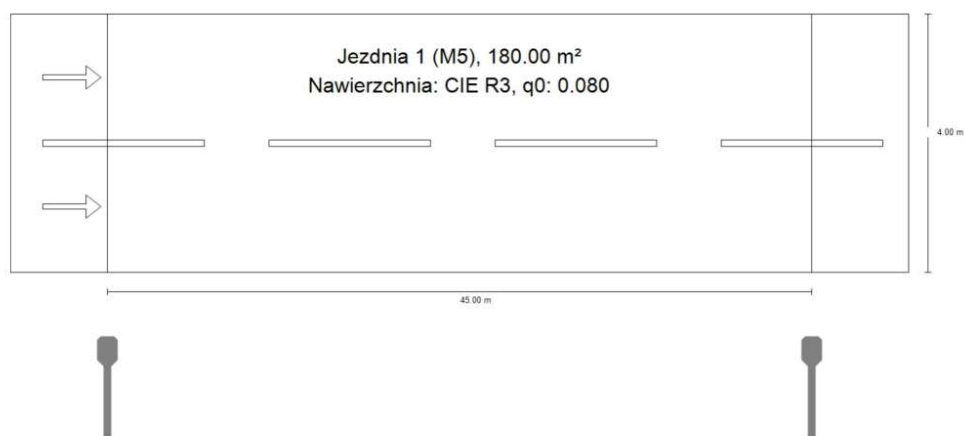 Jezdnia 1 (M5), 180.00 m²
Nawierzchnia: CIE R3, q0: 0.080
4.00 m
45.00 m